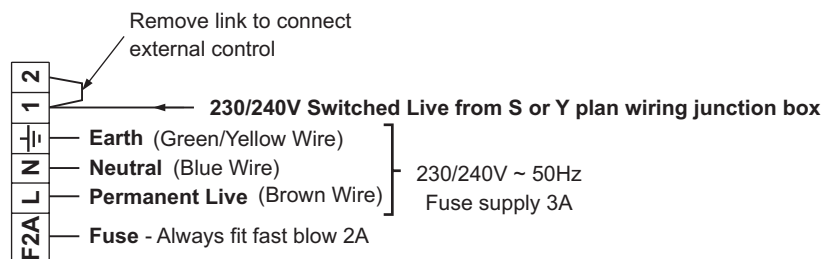 Remove link to connect
external control
2
1 230/240V Switched Live from S or Y plan wiring junction box
Earth (Green/Yellow Wire)
N Neutral (Blue Wire)
L Permanent Live (Brown Wire)
230/240V ~ 50Hz
Fuse supply 3A
F2A Fuse - Always fit fast blow 2A